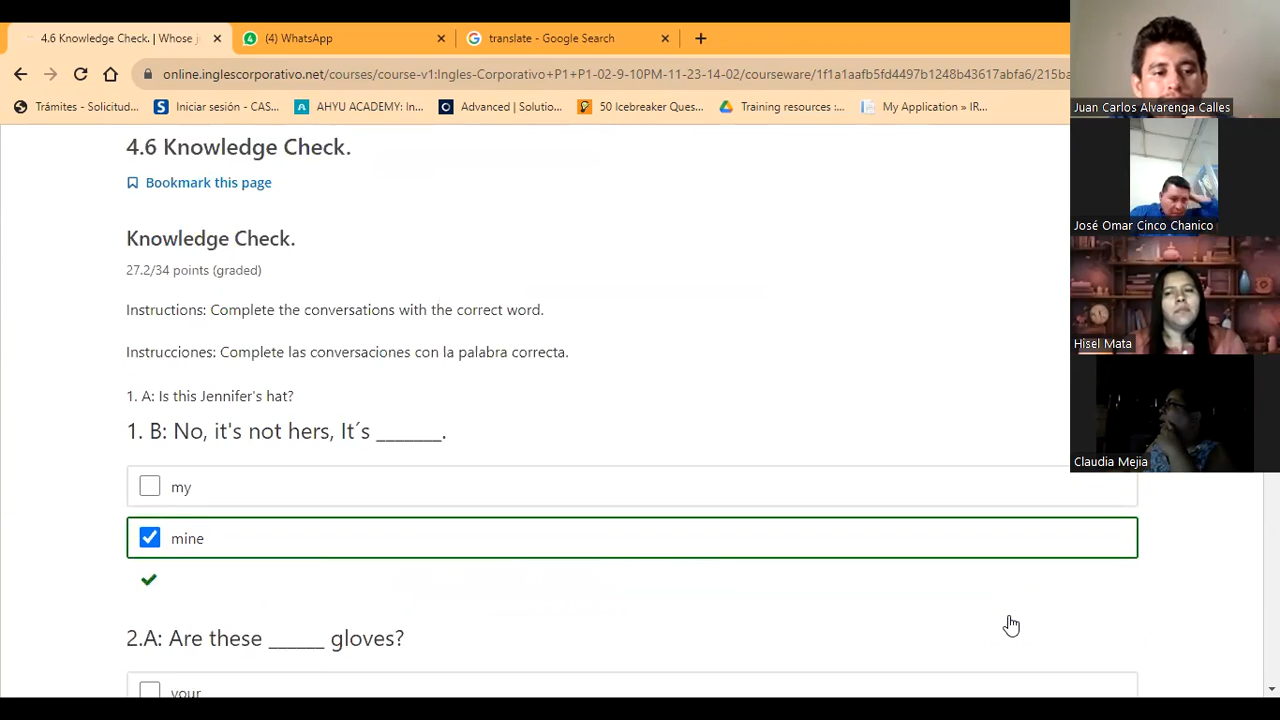 4.6 Knowledge Check. | Whose j
(4) WhatsApp
translate - Google Search
online.inglescorporativo.net/courses/course-v1:Ingles-Corporativo+P1+P1-02-9-10PM-11-23-14-02/courseware/1f1a1aafb5fd4497b1248b43617abfa6/215ba
Trámites - Solicitud...
Iniciar sesión - CAS...
AHYU ACADEMY: In...
Advanced | Solutio...
50 Icebreaker Ques...
Training resources :...
My Application » IR...
4.6 Knowledge Check.
Bookmark this page
Knowledge Check.
27.2/34 points (graded)
Instructions: Complete the conversations with the correct word.
Instrucciones: Complete las conversaciones con la palabra correcta.
1. A: Is this Jennifer's hat?
1. B: No, it's not hers, It´s _______.
my
mine
2.A: Are these ______ gloves?
your
Juan Carlos Alvarenga Calles
José Omar Cinco Chanico
Hisel Mata
Claudia Mejia